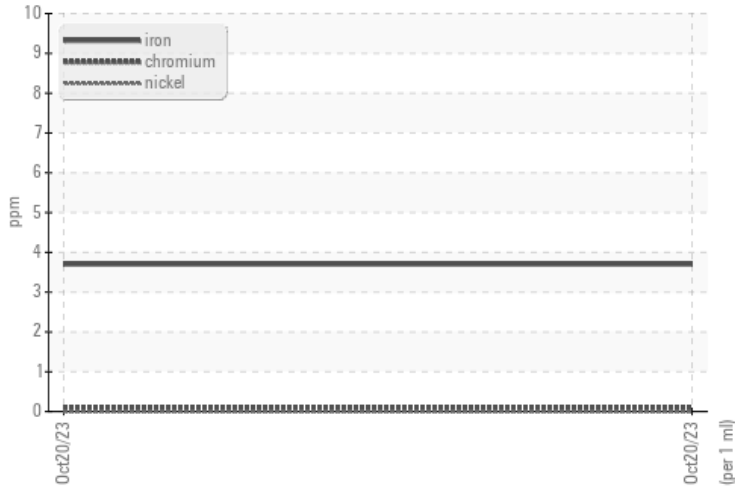 10
9
8
7
6
5
4
3
2
1
0
ppm
iron
chromium
nickel
Oct20/23
Oct20/23
(per 1 ml)